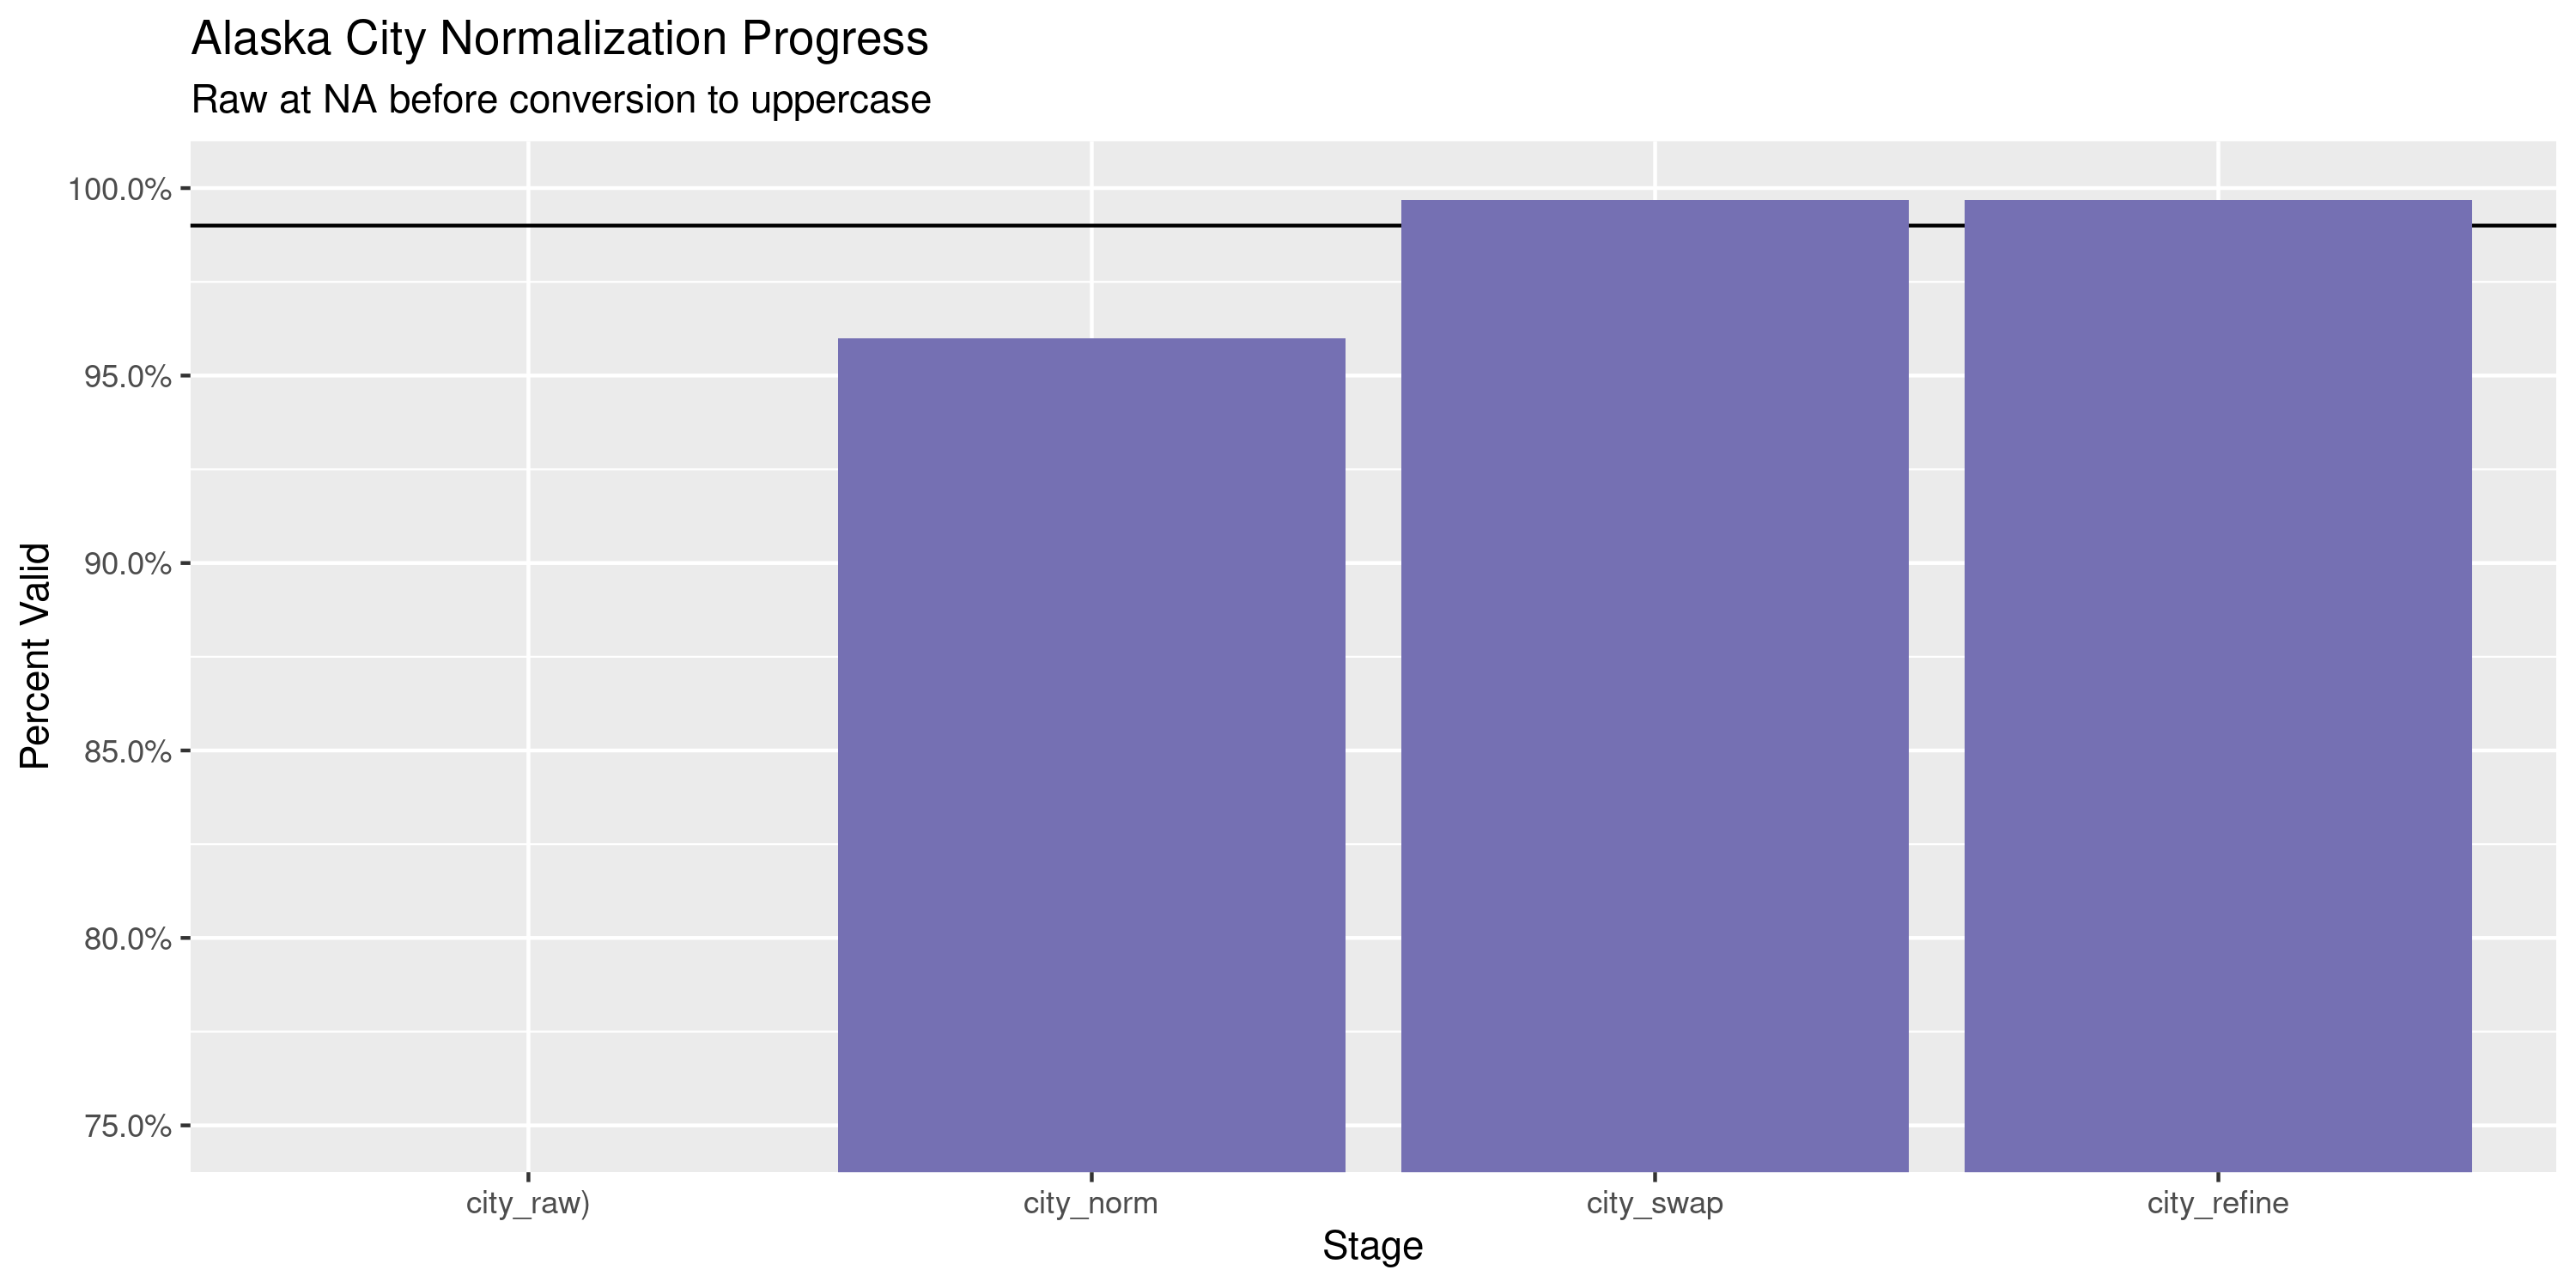 Alaska City Normalization Progress
Raw at NA before conversion to uppercase
Percent Valid
100.0%
95.0%
90.0%
85.0%
80.0%
75.0%
city_raw)
city_norm
city_swap
city_refine
Stage